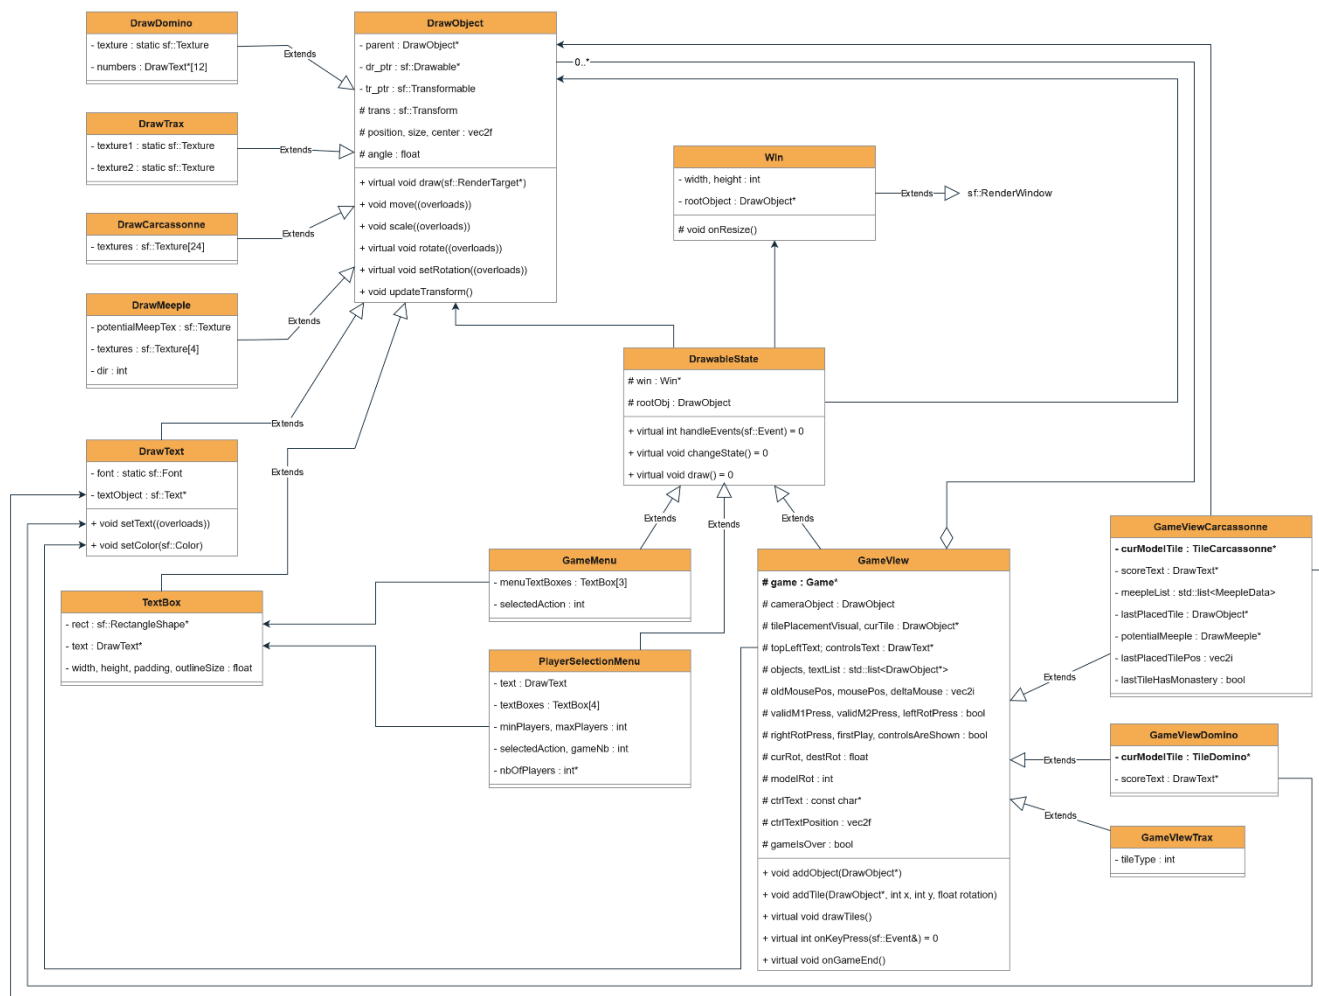 DrawDomino
- texture : static sf::Texture
- numbers : DrawText*[12]
DrawTrax
- texture1 : static sf::Texture
- texture2 : static sf::Texture
DrawCarcassonne
- textures : sf::Texture[24]
DrawMeeple
- potentialMeepTex : sf::Texture
- textures : sf::Texture[4]
- dir : int
DrawText
- font : static sf::Font
- textObject : sf::Text*
+ void setText((overloads))
+ void setColor(sf::Color)
TextBox
- rect : sf::RectangleShape*
- text : DrawText*
- width, height, padding, outlineSize : float
Extends
Extends
Extends
Extends
Extends
Extends
DrawObject
- parent : DrawObject*
- dr_ptr : sf::Drawable*
- tr_ptr : sf::Transformable
# trans : sf::Transform
# position, size, center : vec2f
# angle : float
+ virtual void draw(sf::RenderTarget*)
+ void move((overloads))
+ void scale((overloads))
+ virtual void rotate((overloads))
+ virtual void setRotation((overloads))
+ void updateTransform()
0..*
Win
- width, height : int
- rootObject : DrawObject*
# void onResize()
Extends
sf::RenderWindow
DrawableState
# win : Win*
# rootObj : DrawObject
+ virtual int handleEvents(sf::Event) = 0
+ virtual void changeState() = 0
+ virtual void draw() = 0
Extends
Extends
Extends
GameMenu
- menuTextBoxes : TextBox[3]
- selectedAction : int
PlayerSelectionMenu
- text : DrawText
- textBoxes : TextBox[4]
- minPlayers, maxPlayers : int
- selectedAction, gameNb : int
- nbOfPlayers : int*
GameView
# game : Game*
# cameraObject : DrawObject
# tilePlacementVisual, curTile : DrawObject*
# topLeftText; controlsText : DrawText*
# objects, textList : std::list<DrawObject*>
# oldMousePos, mousePos, deltaMouse : vec2i
# validM1Press, validM2Press, leftRotPress : bool
# rightRotPress, firstPlay, controlsAreShown : bool
# curRot, destRot : float
# modelRot : int
# ctrlText : const char*
# ctrlTextPosition : vec2f
# gameIsOver : bool
+ void addObject(DrawObject*)
+ void addTile(DrawObject*, int x, int y, float rotation)
+ virtual void drawTiles()
+ virtual int onKeyPress(sf::Event&) = 0
+ virtual void onGameEnd()
Extends
Extends
Extends
GameViewCarcassonne
- curModelTile : TileCarcassonne*
- scoreText : DrawText*
- meepleList : std::list<MeepleData>
- lastPlacedTile : DrawObject*
- potentialMeeple : DrawMeeple*
- lastPlacedTilePos : vec2i
- lastTileHasMonastery : bool
GameViewDomino
- curModelTile : TileDomino*
- scoreText : DrawText*
GameVIewTrax
- tileType : int